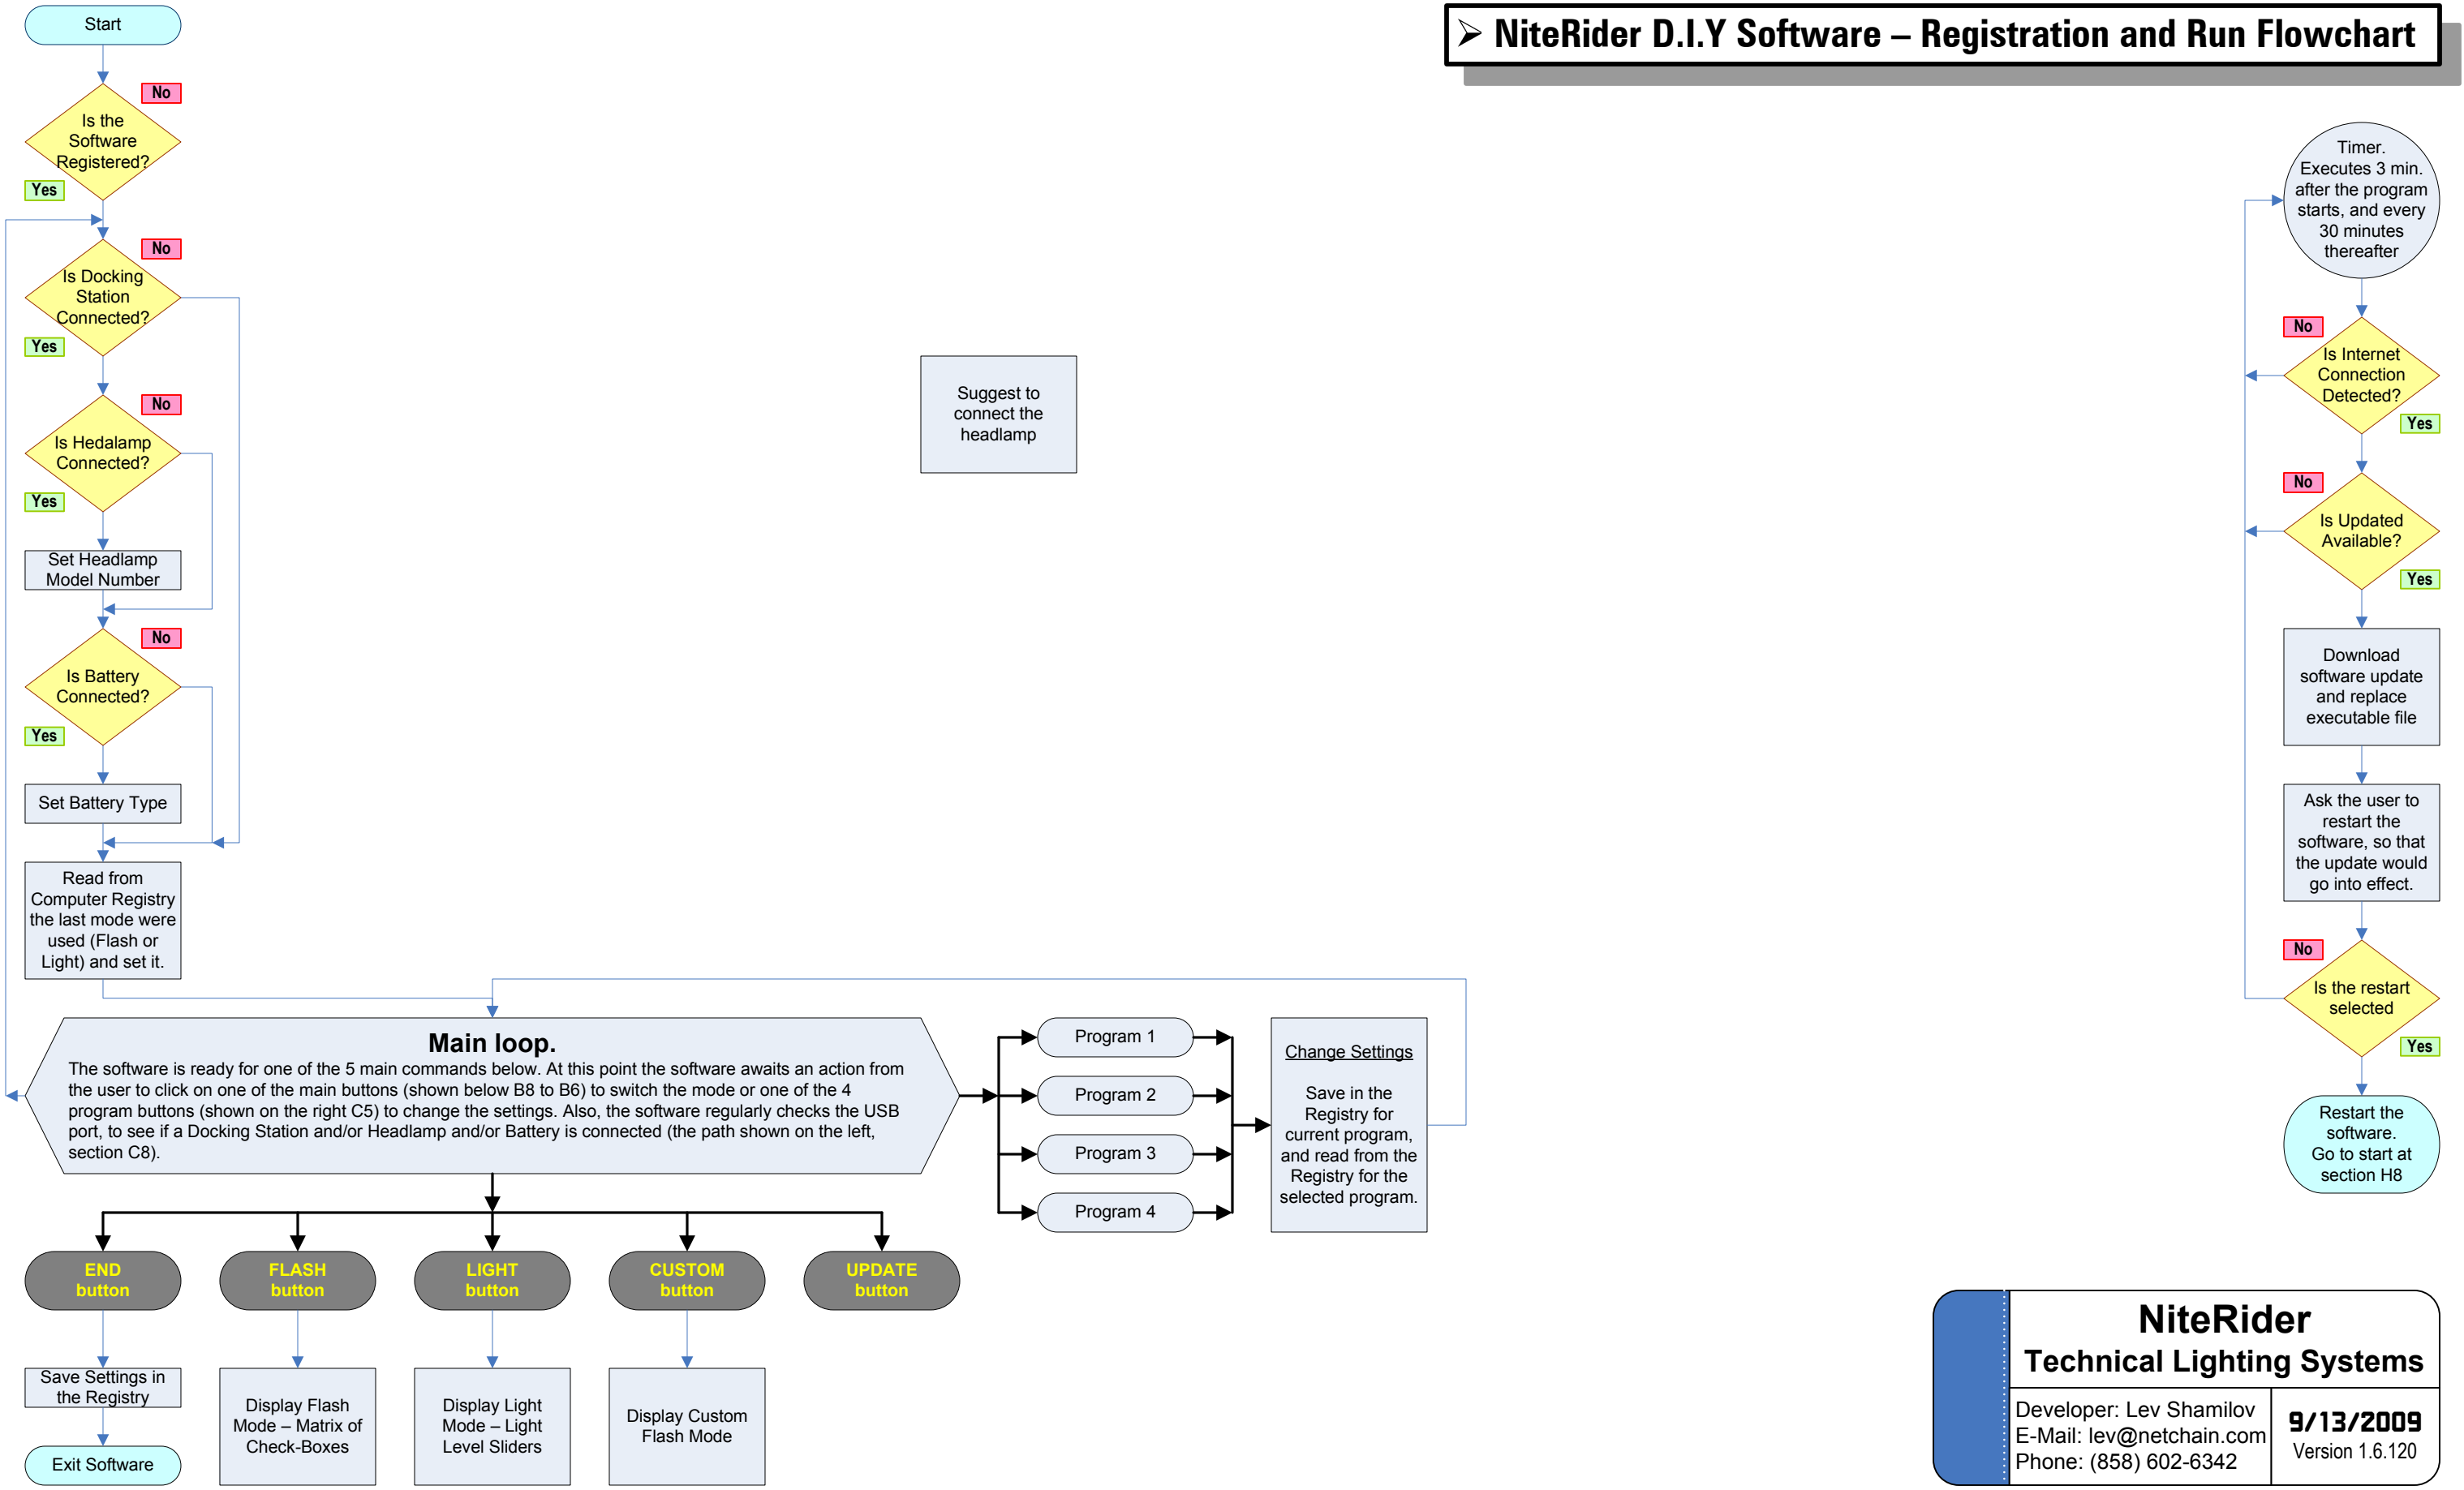 ➢ NiteRider D.I.Y Software – Registration and Run Flowchart
Start
No
Is the
Software
Registered?
Yes
No
Is Docking
Station
Connected?
Yes
No
Is Hedalamp
Connected?
Yes
Set Headlamp
Model Number
No
Is Battery
Connected?
Yes
Set Battery Type
Read from
Computer Registry
the last mode were
used (Flash or
Light) and set it.
Suggest to
connect the
headlamp
Main loop.
The software is ready for one of the 5 main commands below. At this point the software awaits an action from
the user to click on one of the main buttons (shown below B8 to B6) to switch the mode or one of the 4
program buttons (shown on the right C5) to change the settings. Also, the software regularly checks the USB
port, to see if a Docking Station and/or Headlamp and/or Battery is connected (the path shown on the left,
section C8).
Program 1
Program 2
Program 3
Program 4
Change Settings
Save in the
Registry for
current program,
and read from the
Registry for the
selected program.
END
button
FLASH
button
LIGHT
button
CUSTOM
button
UPDATE
button
Save Settings in
the Registry
Exit Software
Display Flash
Mode – Matrix of
Check-Boxes
Display Light
Mode – Light
Level Sliders
Display Custom
Flash Mode
Timer.
Executes 3 min.
after the program
starts, and every
30 minutes
thereafter
No
Is Internet
Connection
Detected?
Yes
No
Is Updated
Available?
Yes
Download
software update
and replace
executable file
Ask the user to
restart the
software, so that
the update would
go into effect.
No
Is the restart
selected
Yes
Restart the
software.
Go to start at
section H8
NiteRider
Technical Lighting Systems
Developer: Lev Shamilov
E-Mail: lev@netchain.com
Phone: (858) 602-6342
9/13/2009
Version 1.6.120